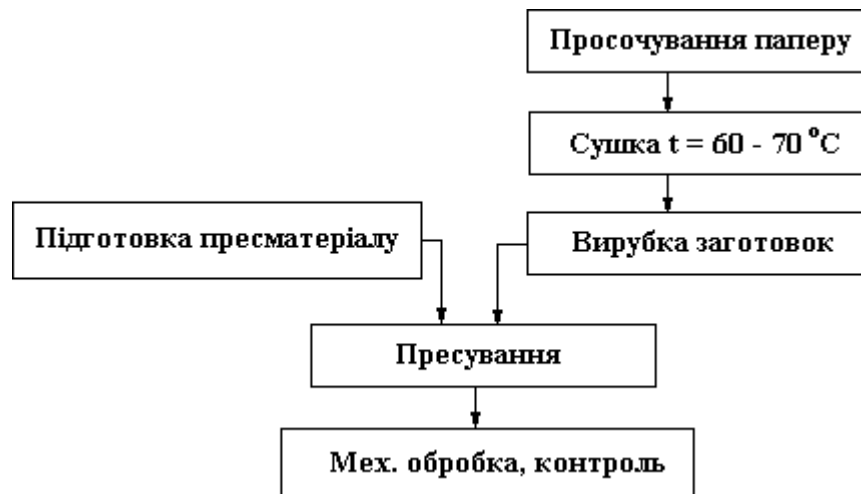 Просочування паперу
Сушка t = 60 - 70 °C
Підготовка пресматеріалу
Вирубка заготовок
Пресування
Мех. обробка, контроль